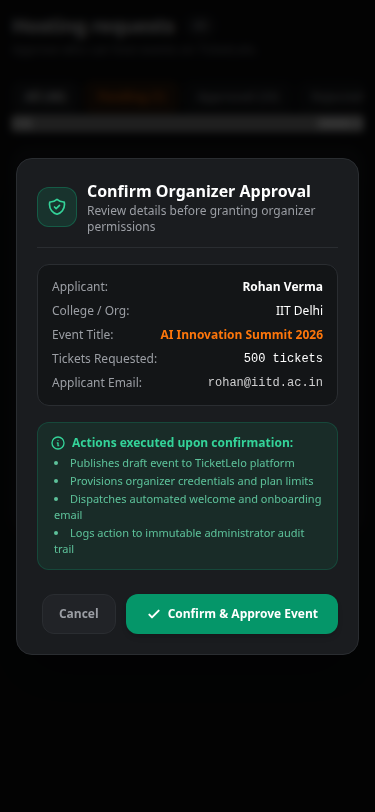 Hosting requests
Confirm Organizer Approval
Review details before granting organizer
permissions
Applicant: Rohan Verma
College / Org: IIT Delhi
Event Title: AI Innovation Summit 2026
Tickets Requested: 500 tickets
Applicant Email: rohan@iitd.ac.in
Actions executed upon confirmation:
• Publishes draft event to TicketLelo platform
• Provisions organizer credentials and plan limits
• Dispatches automated welcome and onboarding
email
• Logs action to immutable administrator audit
trail
Cancel Confirm & Approve Event